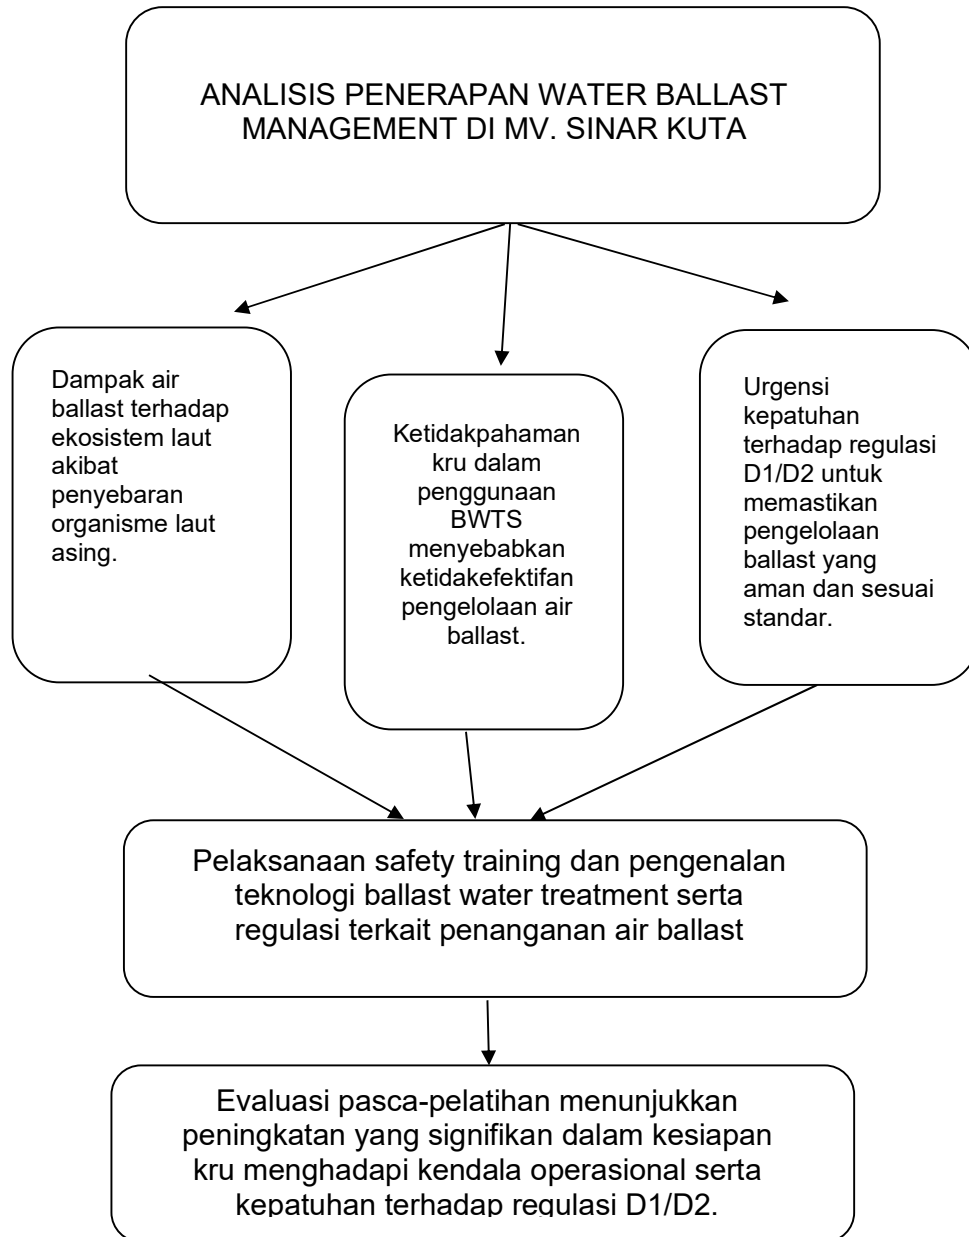 ANALISIS PENERAPAN WATER BALLAST
MANAGEMENT DI MV. SINAR KUTA
Dampak air
ballast terhadap
ekosistem laut
akibat
penyebaran
organisme laut
asing.
Ketidakpahaman
kru dalam
penggunaan
BWTS
menyebabkan
ketidakefektifan
pengelolaan air
ballast.
Urgensi
kepatuhan
terhadap regulasi
D1/D2 untuk
memastikan
pengelolaan
ballast yang
aman dan sesuai
standar.
Pelaksanaan safety training dan pengenalan
teknologi ballast water treatment serta
regulasi terkait penanganan air ballast
Evaluasi pasca-pelatihan menunjukkan
peningkatan yang signifikan dalam kesiapan
kru menghadapi kendala operasional serta
kepatuhan terhadap regulasi D1/D2.